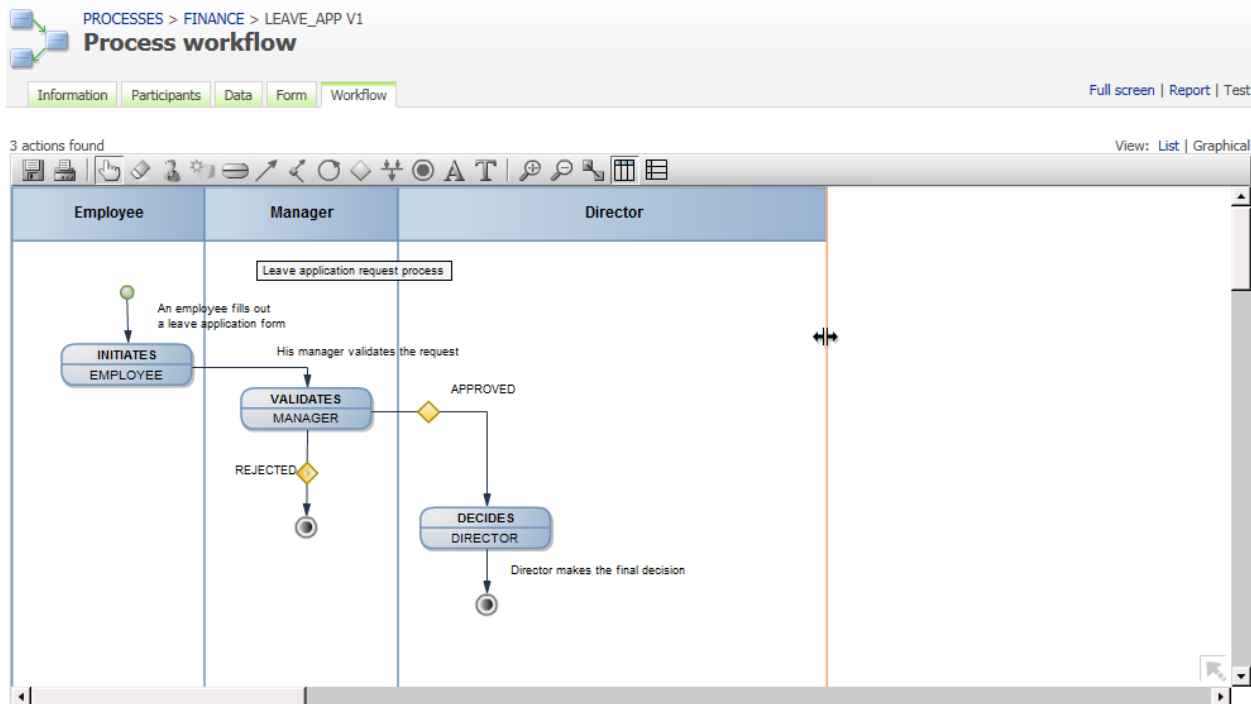 PROCESSES > FINANCE > LEAVE_APP V1
Process workflow
Information Participants Data Form Workflow
Full screen | Report | Test
3 actions found
View: List | Graphical
A T
Employee Manager Director
Leave application request process
An employee fills out
a leave application form
INITIATES
EMPLOYEE
His manager validates the request
VALIDATES
MANAGER
APPROVED
REJECTED
DECIDES
DIRECTOR
Director makes the final decision